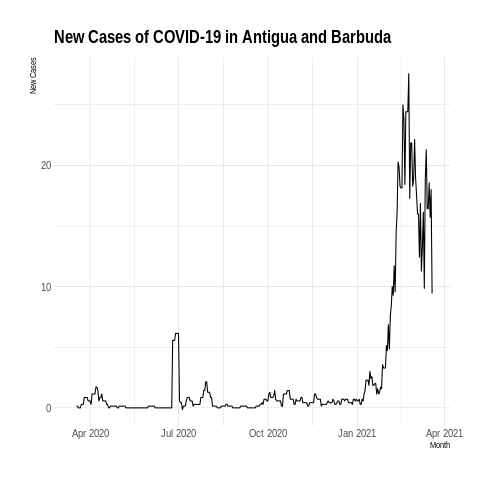 New Cases of COVID-19 in Antigua and Barbuda
New Cases
20
10
0
Apr 2020 Jul 2020 Oct 2020 Jan 2021 Apr 2021
Month